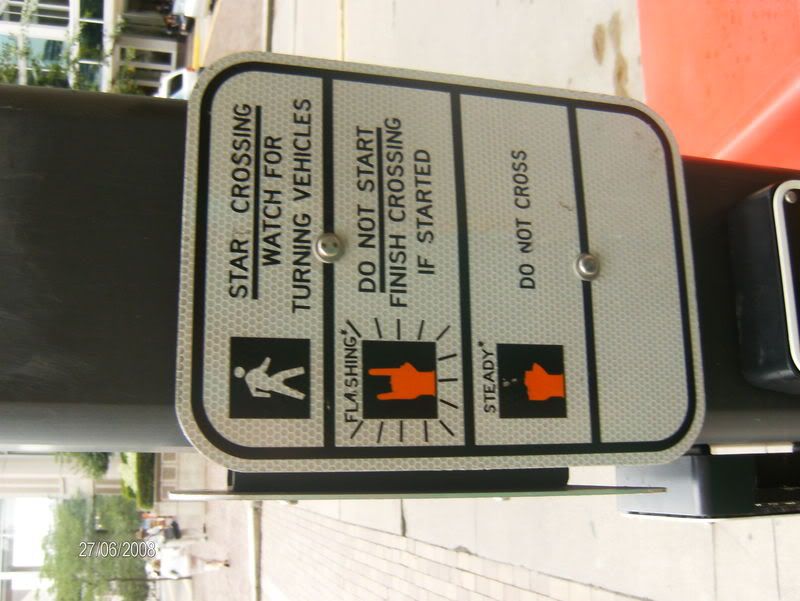 STAR CROSSING
WATCH FOR
TURNING VEHICLES
FLASHING*
DO NOT START
FINISH CROSSING
IF STARTED
STEADY*
DO NOT CROSS
27/06/2008